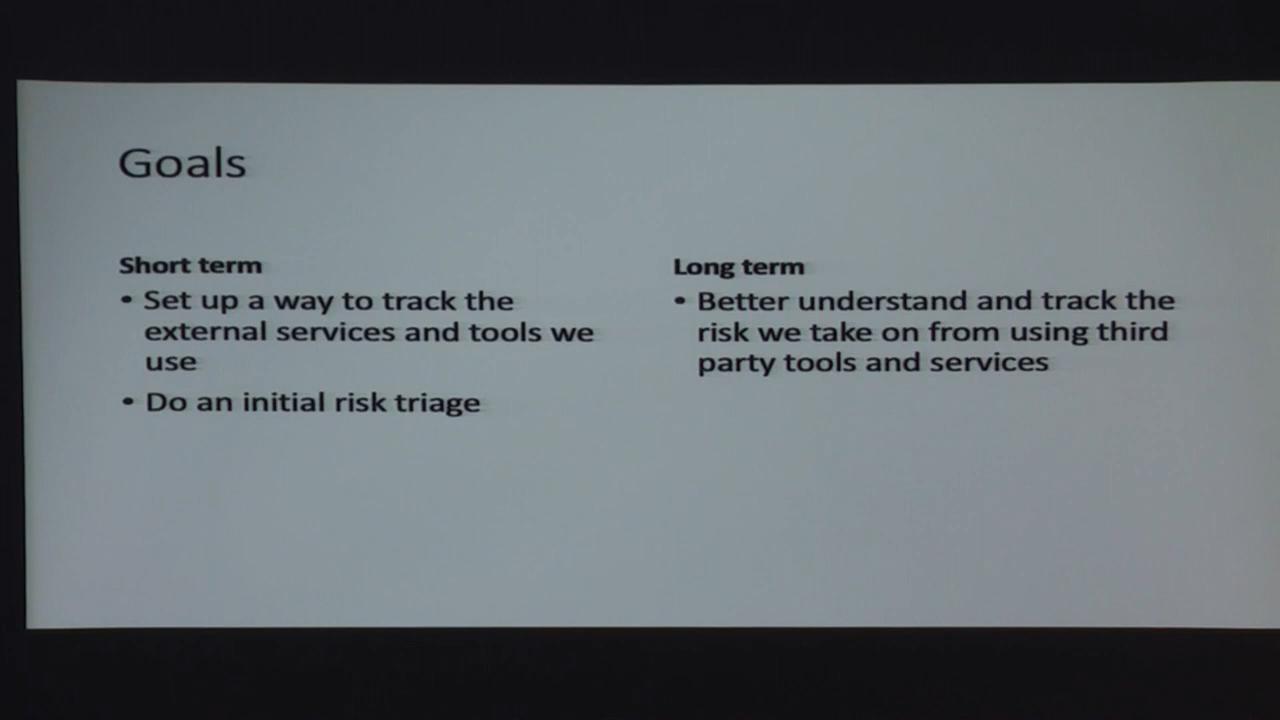 Goals
Short term
• Set up a way to track the
external services and tools we
use
• Do an initial risk triage
Long term
• Better understand and track the
risk we take on from using third
party tools and services